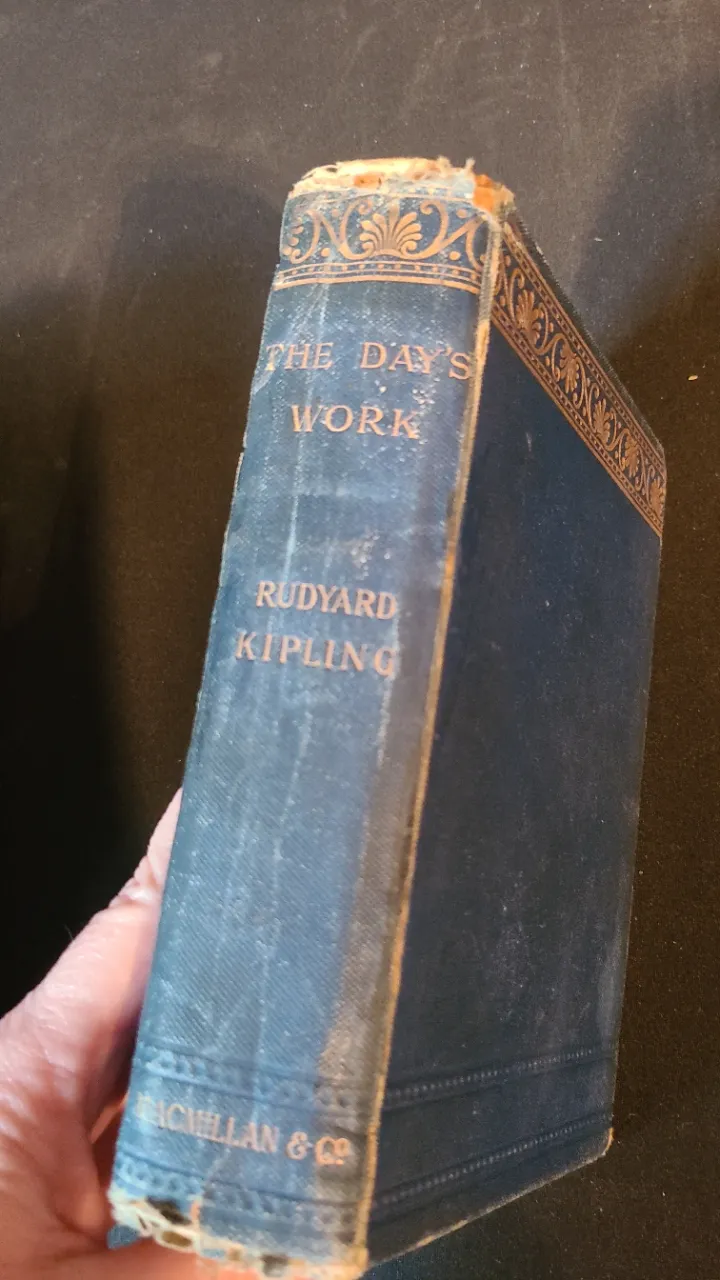 THE DAY'S
WORK
RUDYARD
KIPLING
MACMILLAN & Co